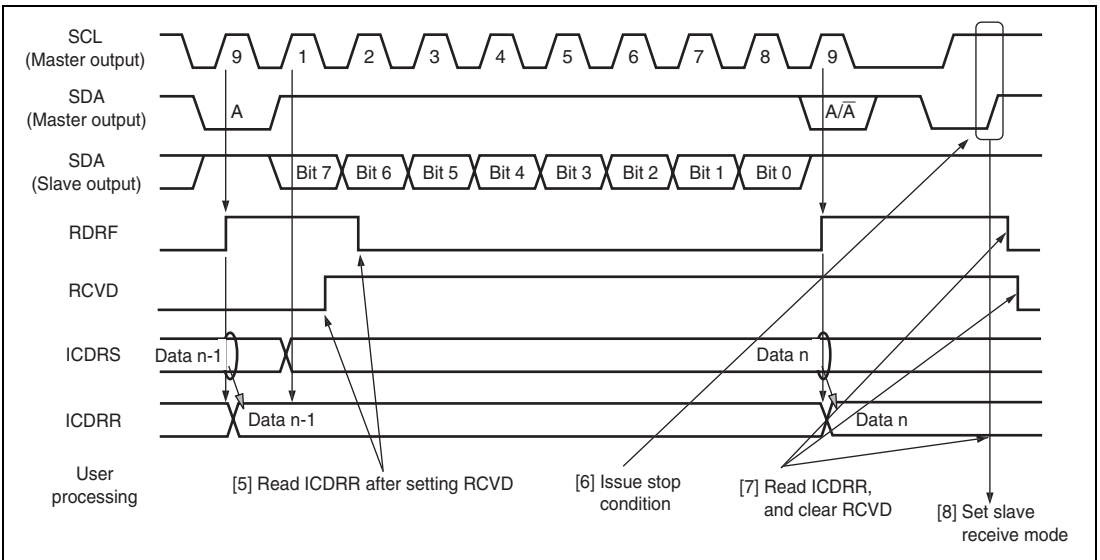 SCL
(Master output)
9 1 2 3 4 5 6 7 8 9
SDA
(Master output)
A A/A̅
SDA
(Slave output)
Bit 7 Bit 6 Bit 5 Bit 4 Bit 3 Bit 2 Bit 1 Bit 0
RDRF
RCVD
ICDRS
Data n-1 Data n
ICDRR
Data n-1 Data n
User
processing
[5] Read ICDRR after setting RCVD
[6] Issue stop
condition
[7] Read ICDRR,
and clear RCVD
[8] Set slave
receive mode